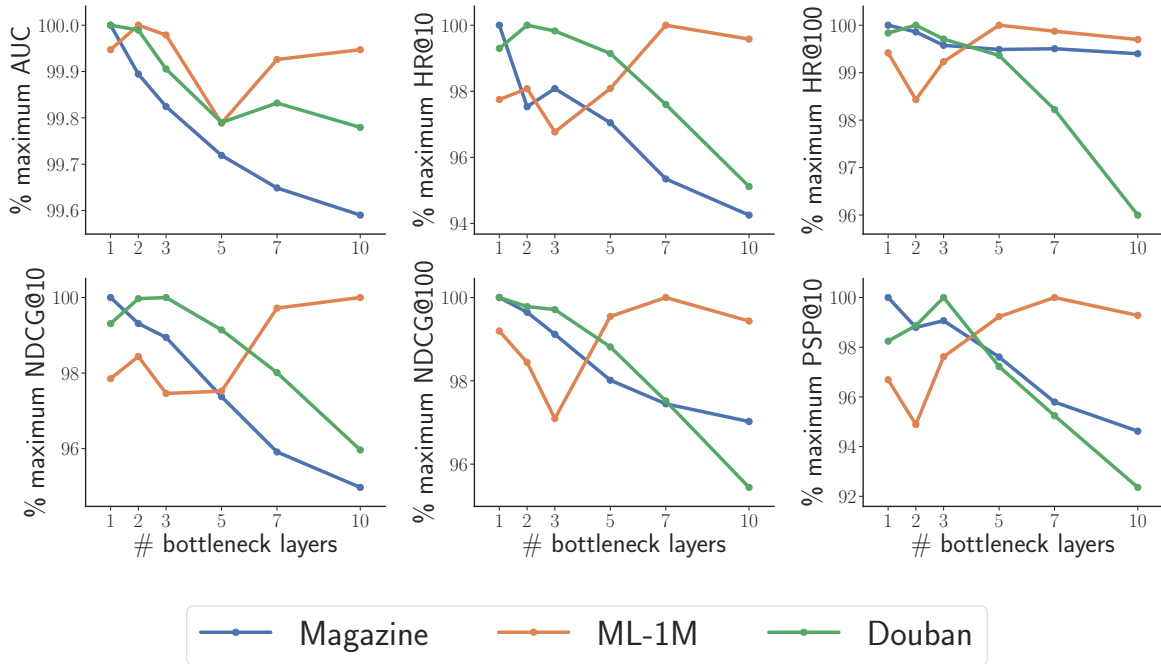 % maximum AUC
100.0
99.9
99.8
99.7
99.6
1 2 3 5 7 10
% maximum HR@10
100
98
96
94
1 2 3 5 7 10
% maximum HR@100
100
99
98
97
96
1 2 3 5 7 10
% maximum NDCG@10
100
98
96
1 2 3 5 7 10
# bottleneck layers
% maximum NDCG@100
100
98
96
1 2 3 5 7 10
# bottleneck layers
% maximum PSP@10
100
98
96
94
92
1 2 3 5 7 10
# bottleneck layers
Magazine ML-1M Douban